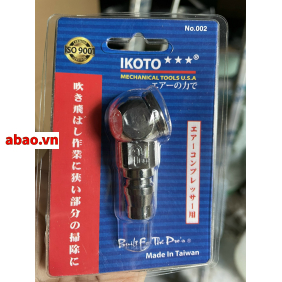 No.002
ISO 9001
IKOTO ★★★®
MECHANICAL TOOLS U.S.A
エアーの力で
abao.vn
吹き飛ばし作業に狭い部分の掃除に
エアーコンプレッサー用
Built For The Pro's ®
Made In Taiwan